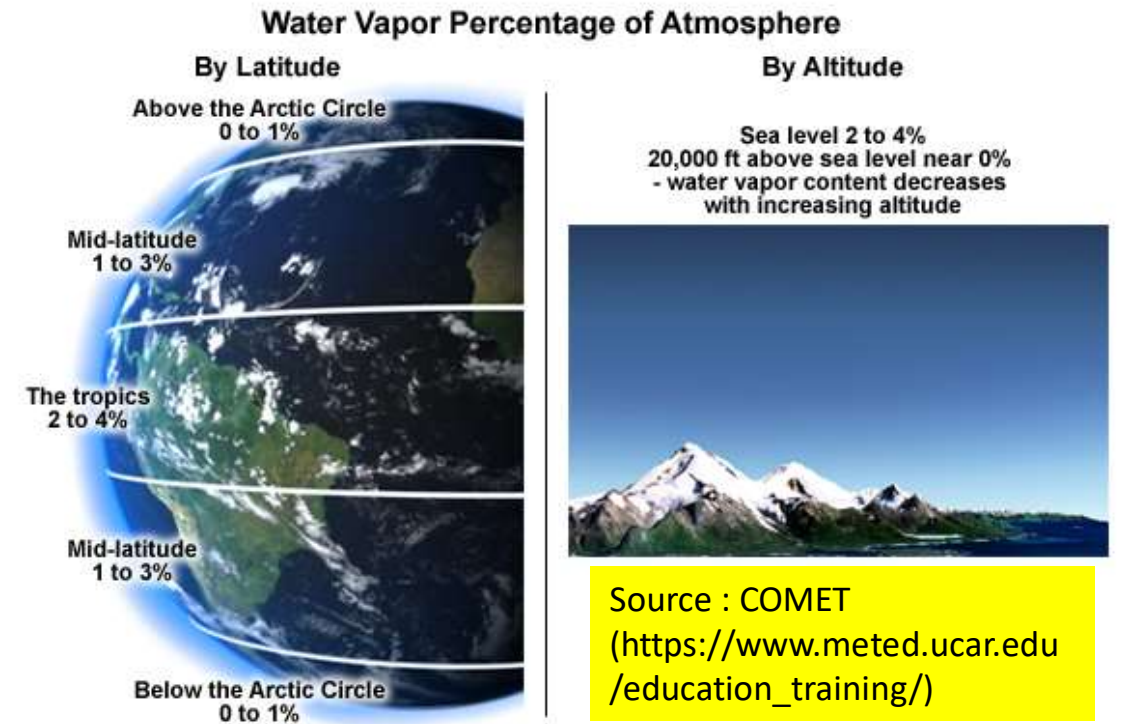 Water Vapor Percentage of Atmosphere
By Latitude
Above the Arctic Circle
0 to 1%
Mid-latitude
1 to 3%
The tropics
2 to 4%
Mid-latitude
1 to 3%
Below the Arctic Circle
0 to 1%
By Altitude
Sea level 2 to 4%
20,000 ft above sea level near 0%
- water vapor content decreases
with increasing altitude
Source : COMET
(https://www.meted.ucar.edu
/education_training/)